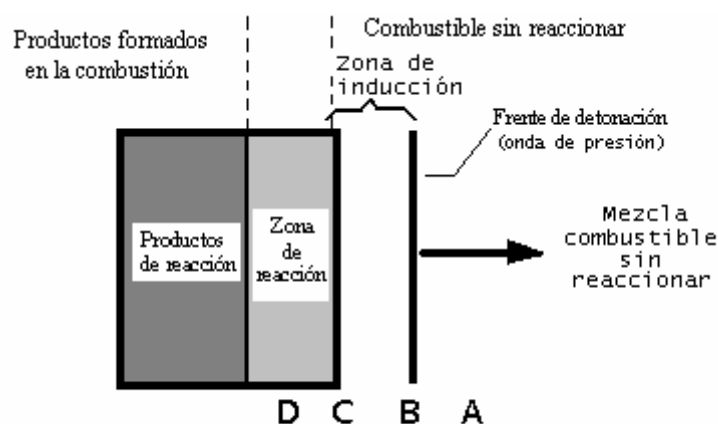 Productos formados
en la combustión
Combustible sin reaccionar
Zona de
inducción
Frente de detonación
(onda de presión)
Mezcla
combustible
sin
reaccionar
Productos
de reacción
Zona
de
reacción
D C B A